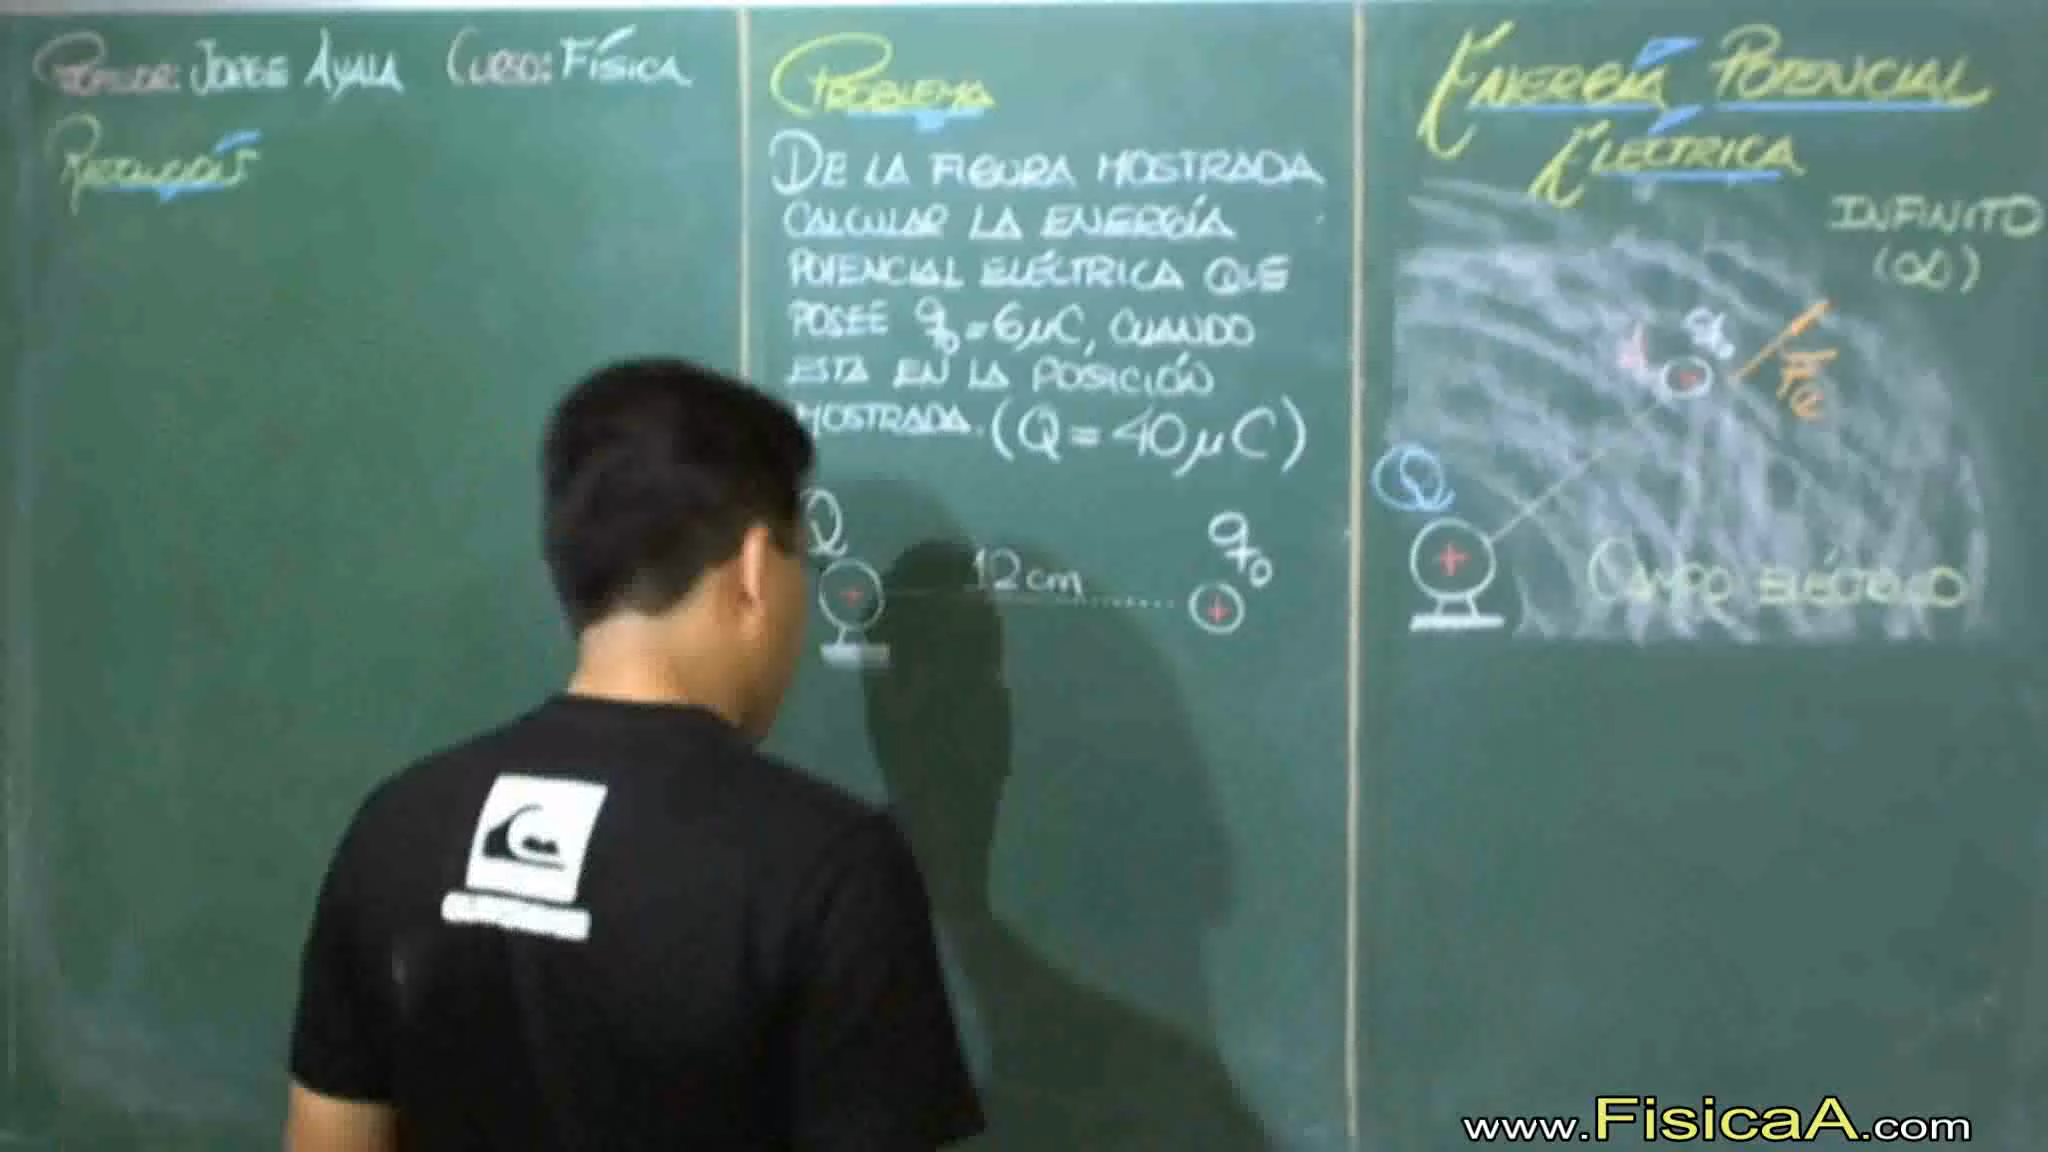 Profesor: Jorge Ayala Curso: Física
Resolución
Problema
De la figura mostrada
calcular la energía
potencial eléctrica que
posee q₀=6μC, cuando
esta en la posición
mostrada. (Q = 40μC)
Q
12cm
q₀
+
+
Energía Potencial
Eléctrica
Infinito
(∞)
d
q₀
+
Fe
Q
+
Campo eléctrico
www.FisicaA.com